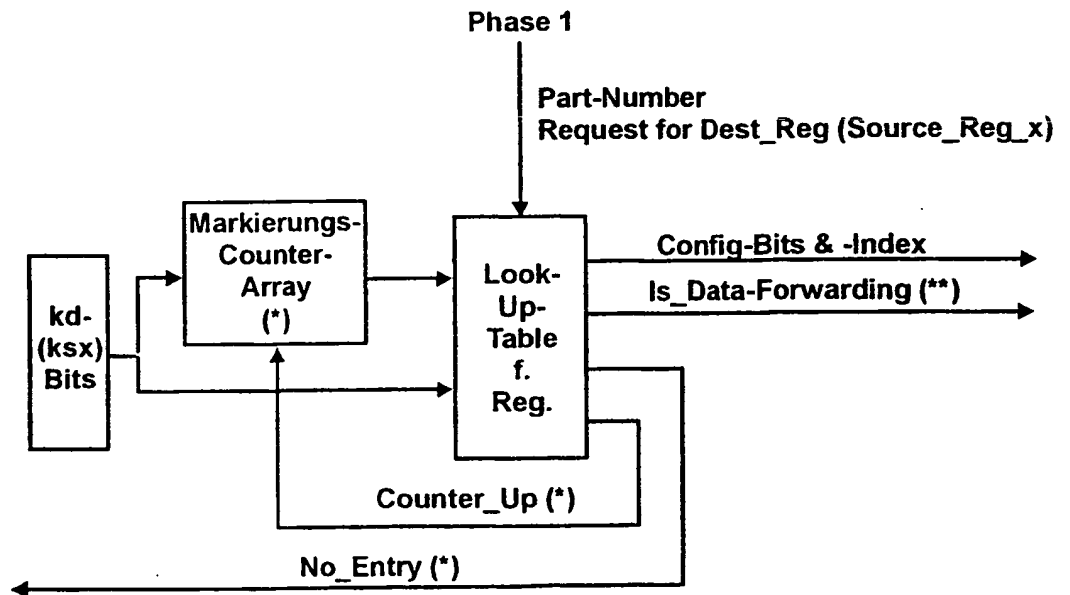 Phase 1
Part-Number
Request for Dest_Reg (Source_Reg_x)
Markierungs-
Counter-
Array
(*)
kd-
(ksx)
Bits
Look-
Up-
Table
f.
Reg.
Config-Bits & -Index
Is_Data-Forwarding (**)
Counter_Up (*)
No_Entry (*)